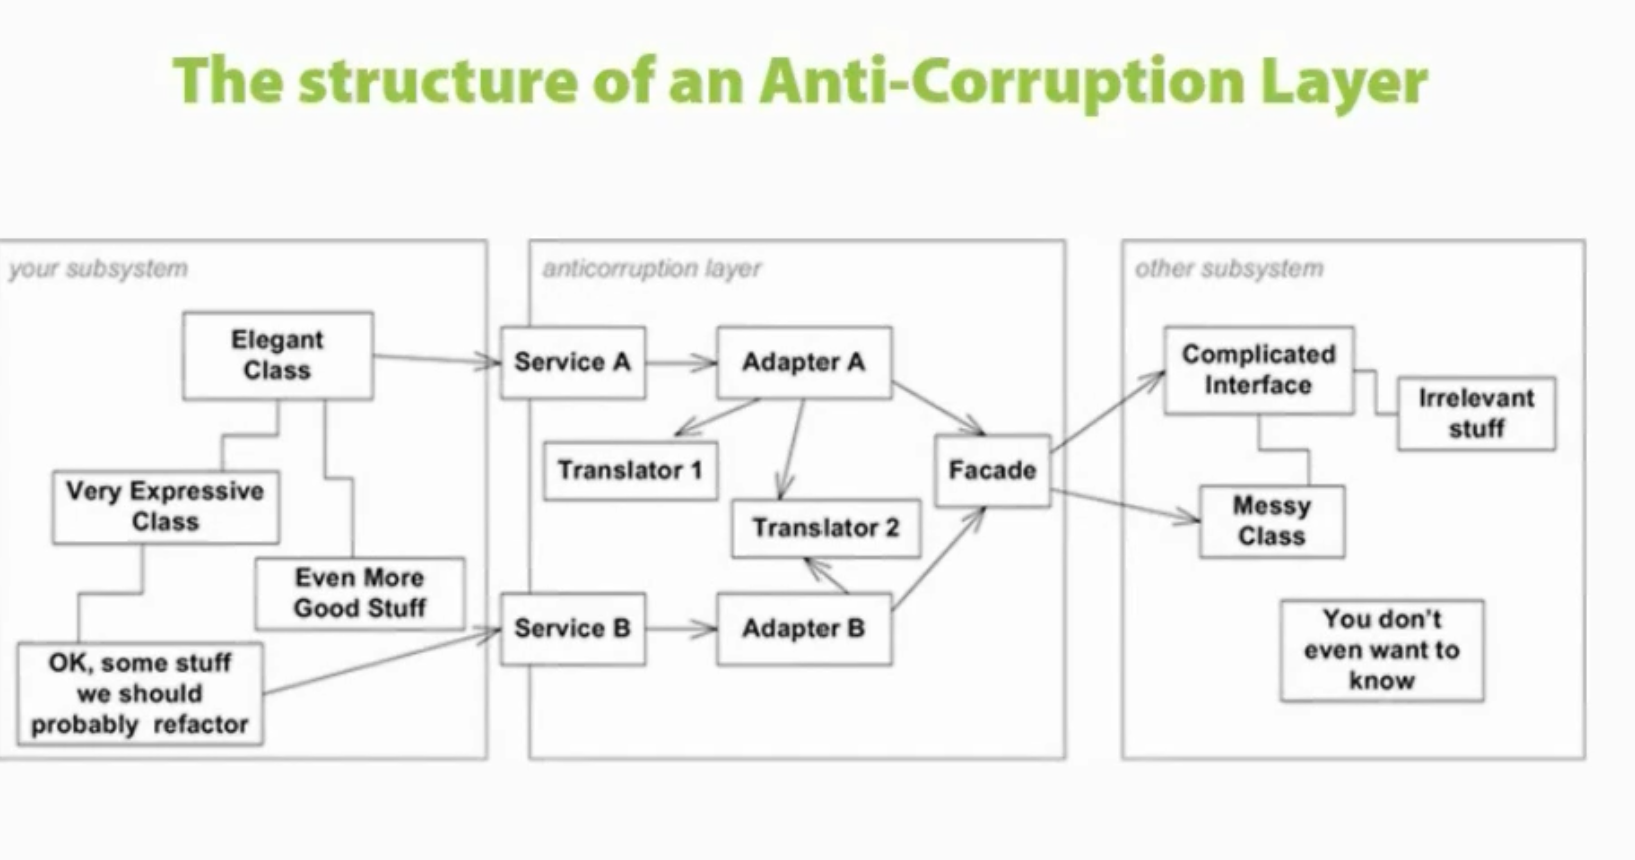 The structure of an Anti-Corruption Layer
your subsystem
Elegant
Class
Very Expressive
Class
Even More
Good Stuff
OK, some stuff
we should
probably refactor
anticorruption layer
Service A
Adapter A
Translator 1
Translator 2
Facade
Service B
Adapter B
other subsystem
Complicated
Interface
Irrelevant
stuff
Messy
Class
You don't
even want to
know